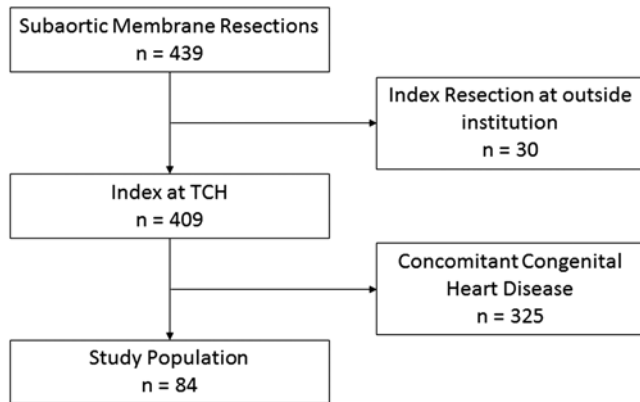 Subaortic Membrane Resections
n = 439
Index Resection at outside
institution
n = 30
Index at TCH
n = 409
Concomitant Congenital
Heart Disease
n = 325
Study Population
n = 84